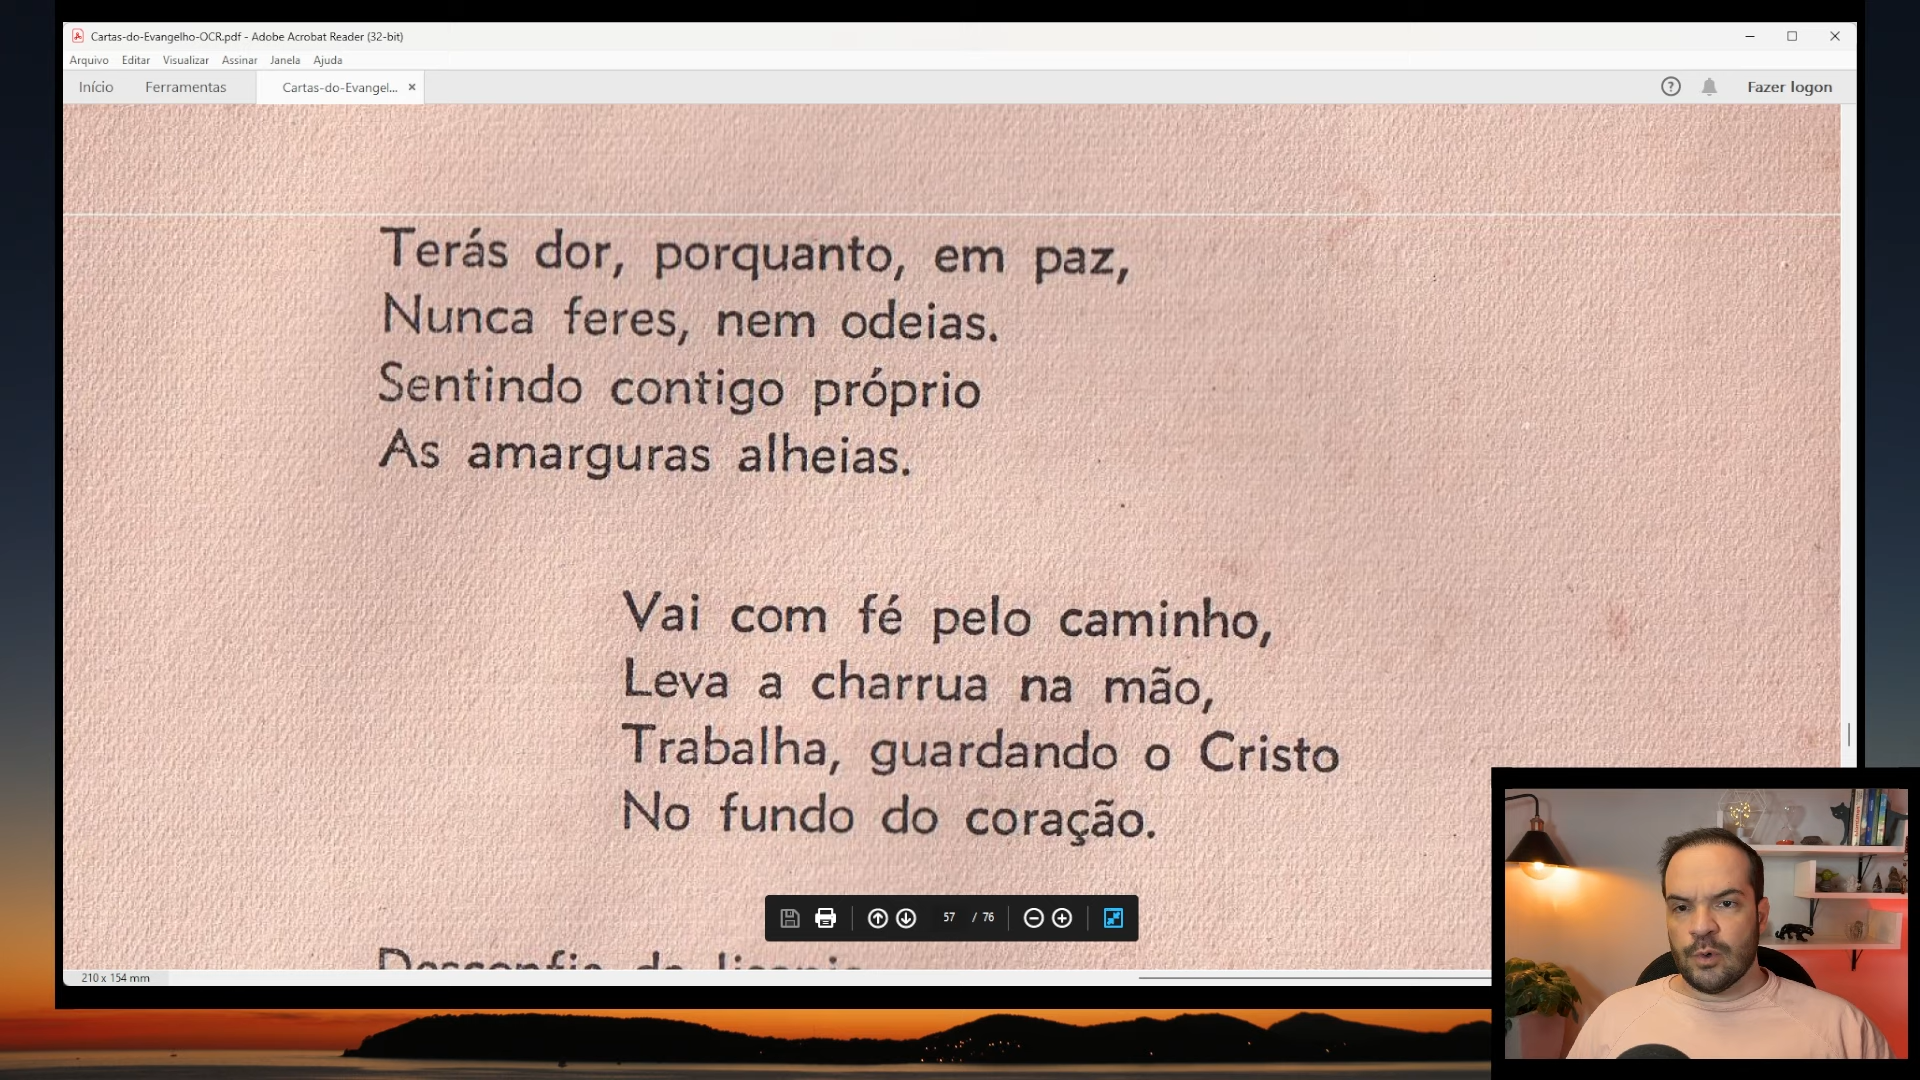 Cartas-do-Evangelho-OCR.pdf - Adobe Acrobat Reader (32-bit)
Arquivo Editar Visualizar Assinar Janela Ajuda
Início Ferramentas Cartas-do-Evangel... × Fazer logon
Terás dor, porquanto, em paz,
Nunca feres, nem odeias.
Sentindo contigo próprio
As amarguras alheias.
Vai com fé pelo caminho,
Leva a charrua na mão,
Trabalha, guardando o Cristo
No fundo do coração.
57 / 76
210 x 154 mm